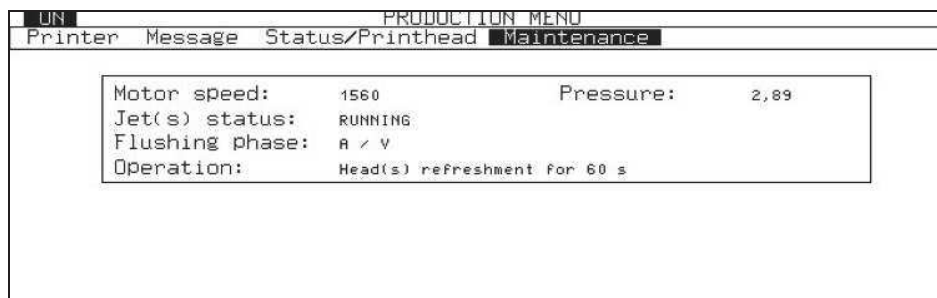 ON PRODUCTION MENU
Printer Message Status/Printhead Maintenance
Motor speed: 1560 Pressure: 2,89
Jet(s) status: RUNNING
Flushing phase: A / V
Operation: Head(s) refreshment for 60 s